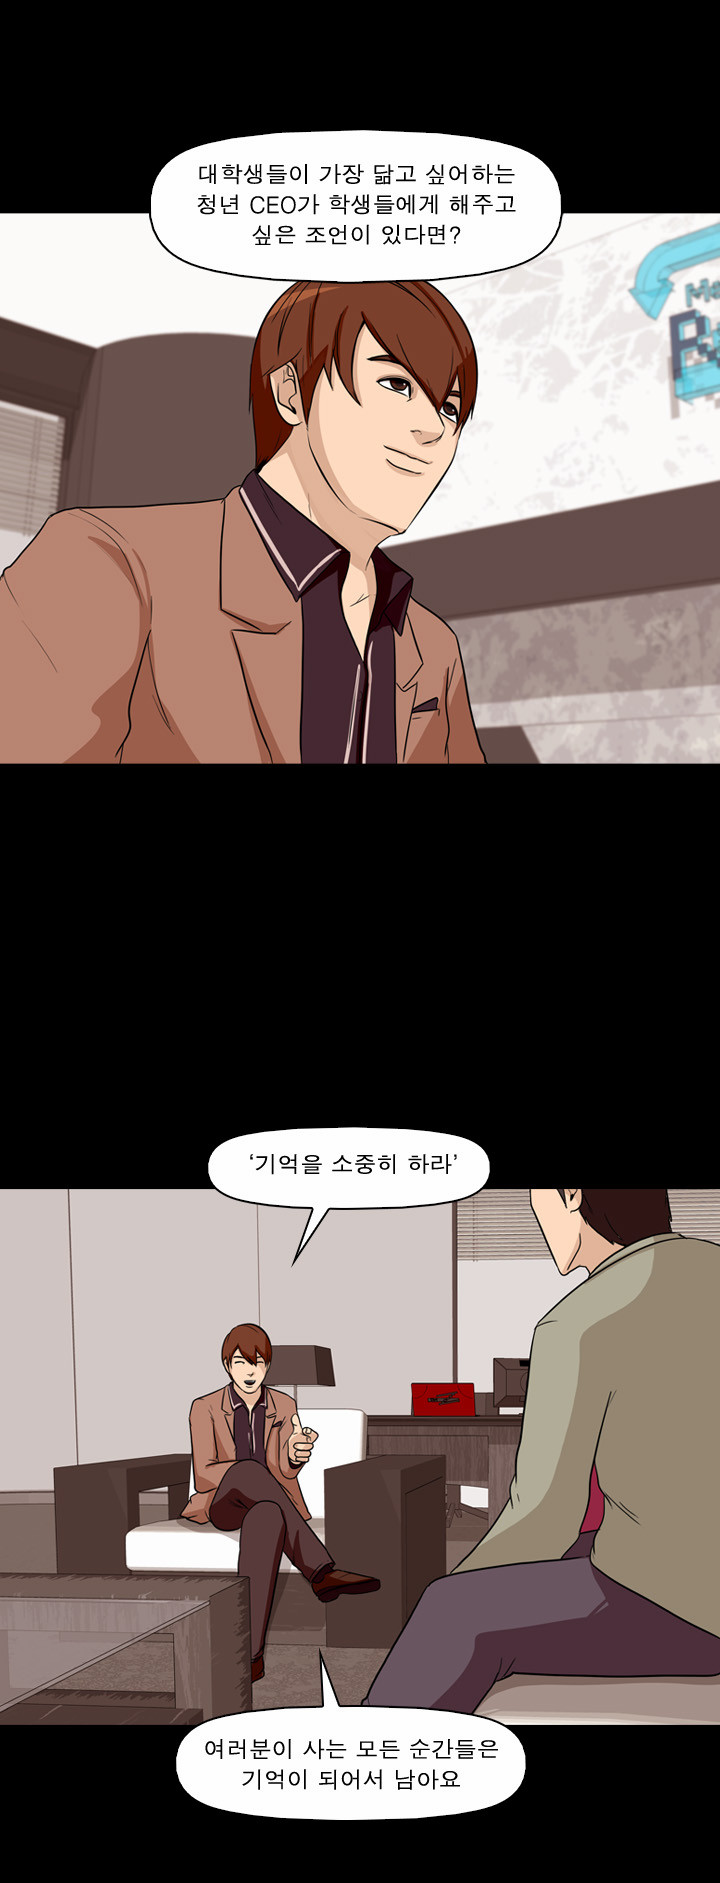 대학생들이 가장 닮고 싶어하는
청년 CEO가 학생들에게 해주고
싶은 조언이 있다면?
‘기억을 소중히 하라’
여러분이 사는 모든 순간들은
기억이 되어서 남아요